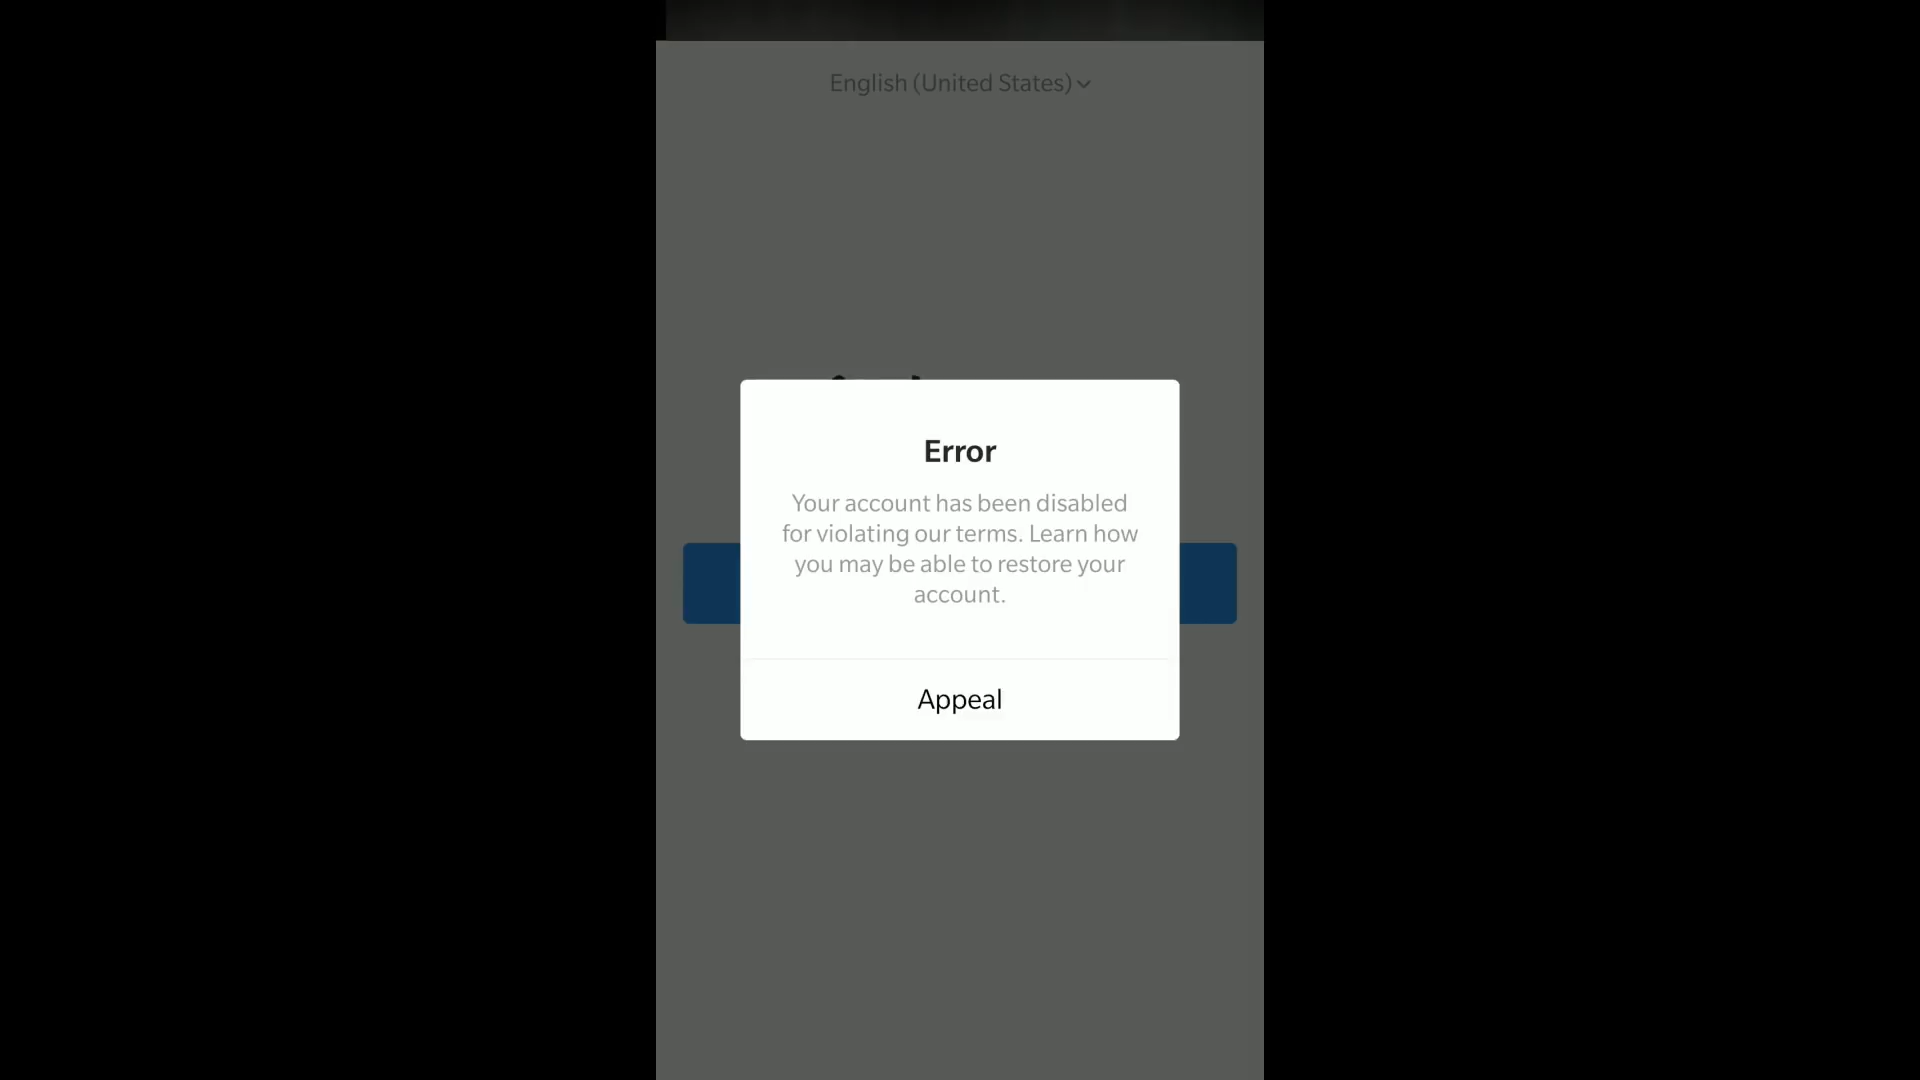 English (United States)
Error
Your account has been disabled
for violating our terms. Learn how
you may be able to restore your
account.
Appeal